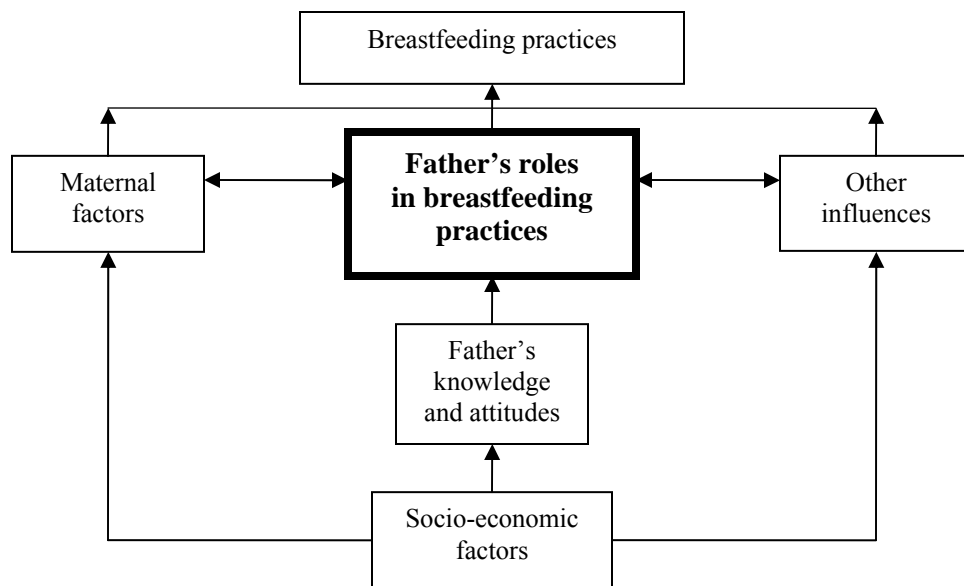 Breastfeeding practices
Father’s roles
in breastfeeding
practices
Maternal
factors
Other
influences
Father’s
knowledge
and attitudes
Socio-economic
factors